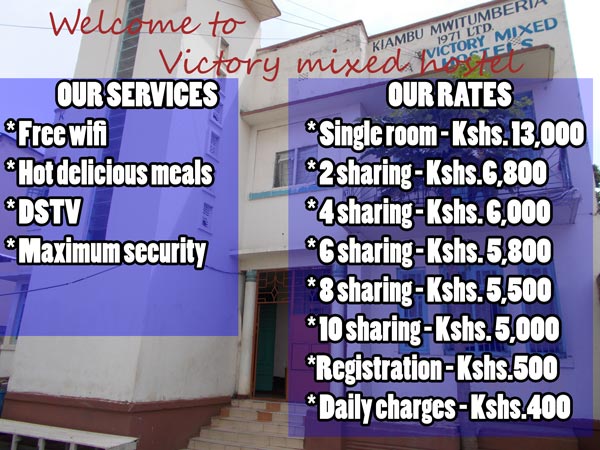 Welcome to
Victory mixed hostel
KIAMBU MWITUMBERIA
1971 LTD.
VICTORY MIXED
HOSTELS
OUR SERVICES
* Free wifi
* Hot delicious meals
* DSTV
* Maximum security
OUR RATES
* Single room - Kshs. 13,000
* 2 sharing - Kshs.6,800
* 4 sharing - Kshs. 6,000
* 6 sharing - Kshs. 5,800
* 8 sharing - Kshs. 5,500
* 10 sharing - Kshs. 5,000
*Registration - Kshs.500
* Daily charges - Kshs.400